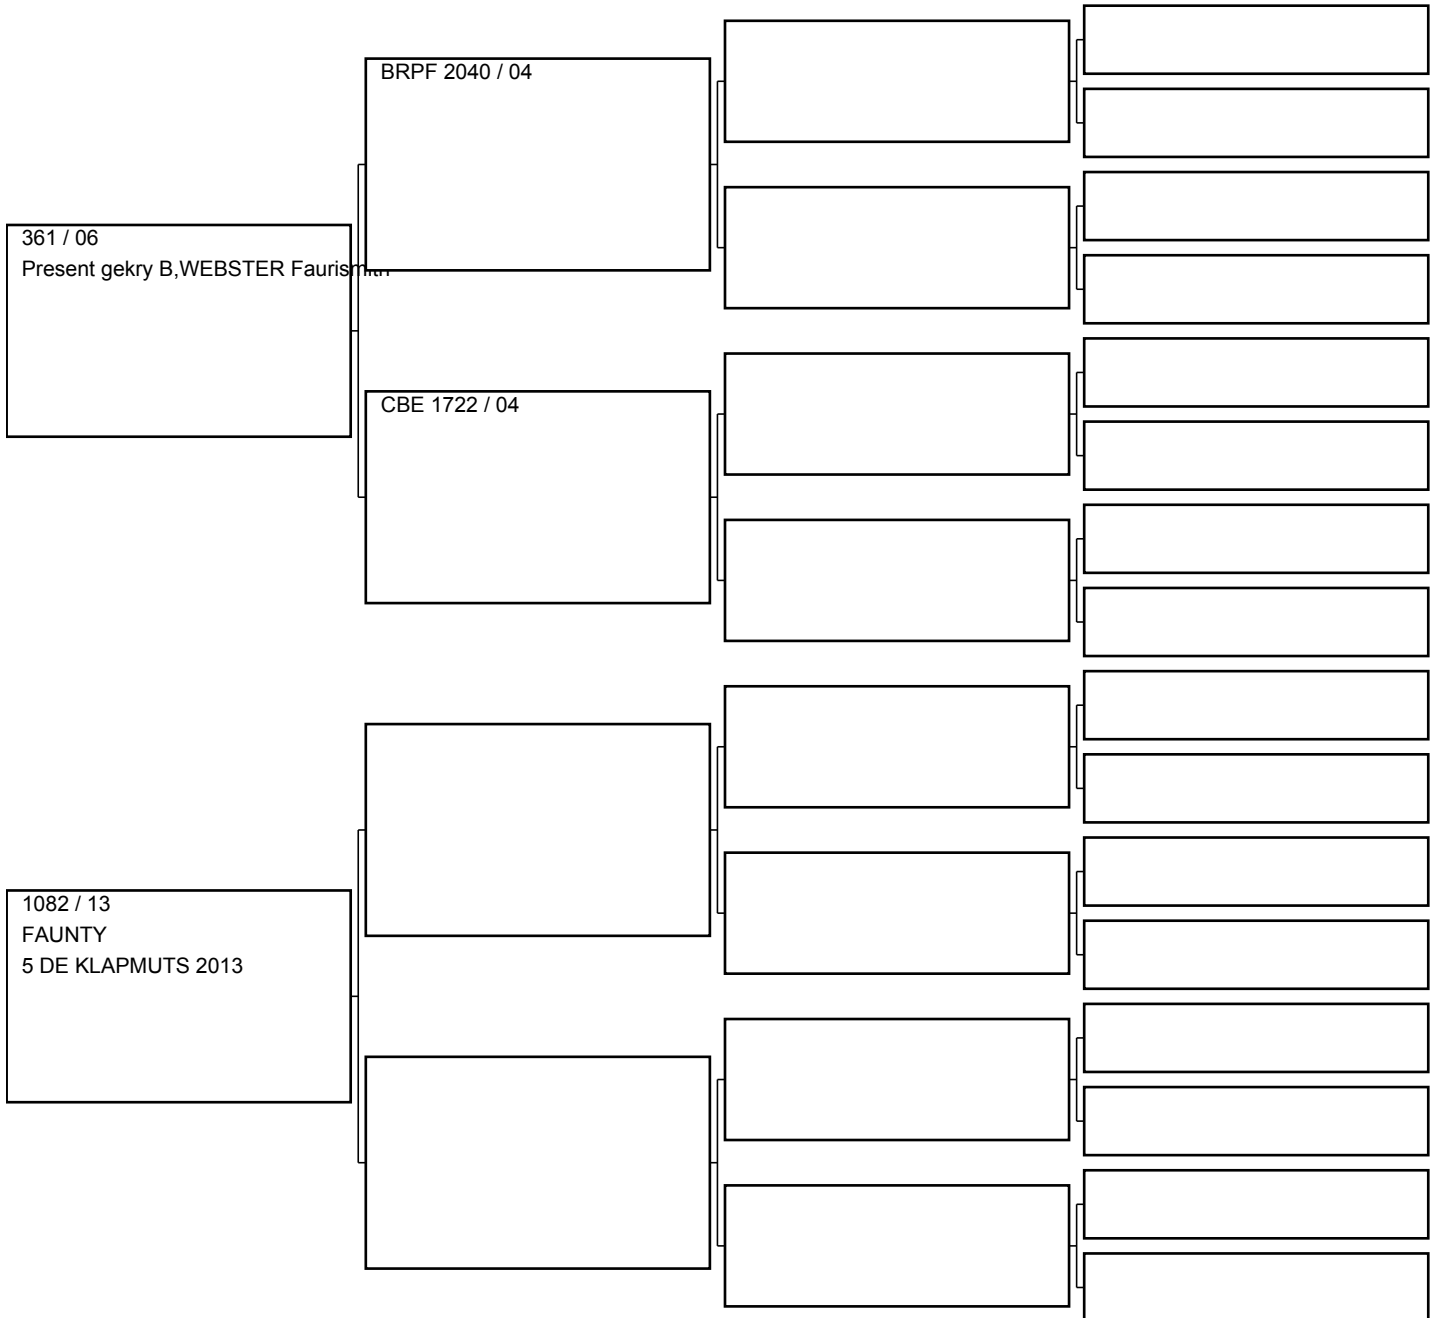 BRPF 2040 / 04
361 / 06
Present gekry B,WEBSTER Faurismith
CBE 1722 / 04
1082 / 13
FAUNTY
5 DE KLAPMUTS 2013